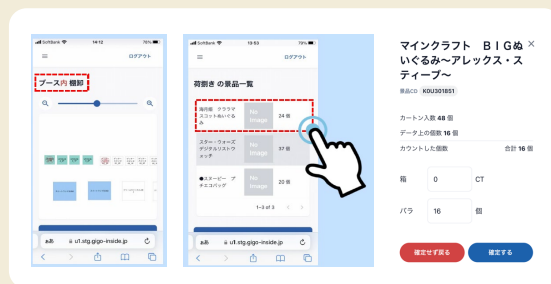 SoftBank 14:12 75%
ログアウト
ブース内 棚卸
ぁあ u1.stg.gigo-inside.jp
SoftBank 13:53 79%
ログアウト
荷捌き の景品一覧
海月姫 クララマスコットぬいぐるみ
No Image
24 個
スター・ウォーズ デジタルリストウォッチ
No Image
37 個
●スヌーピー プチエコバッグ
No Image
20 個
1–3 of 3
ぁあ u1.stg.gigo-inside.jp
マインクラフト BIGぬ
いぐるみ〜アレックス・ス
ティーブ〜
×
景品CD K0U301851
カートン入数 48 個
データ上の個数 16 個
カウントした個数 合計 16 個
箱 0 CT
バラ 16 個
確定せず戻る 確定する